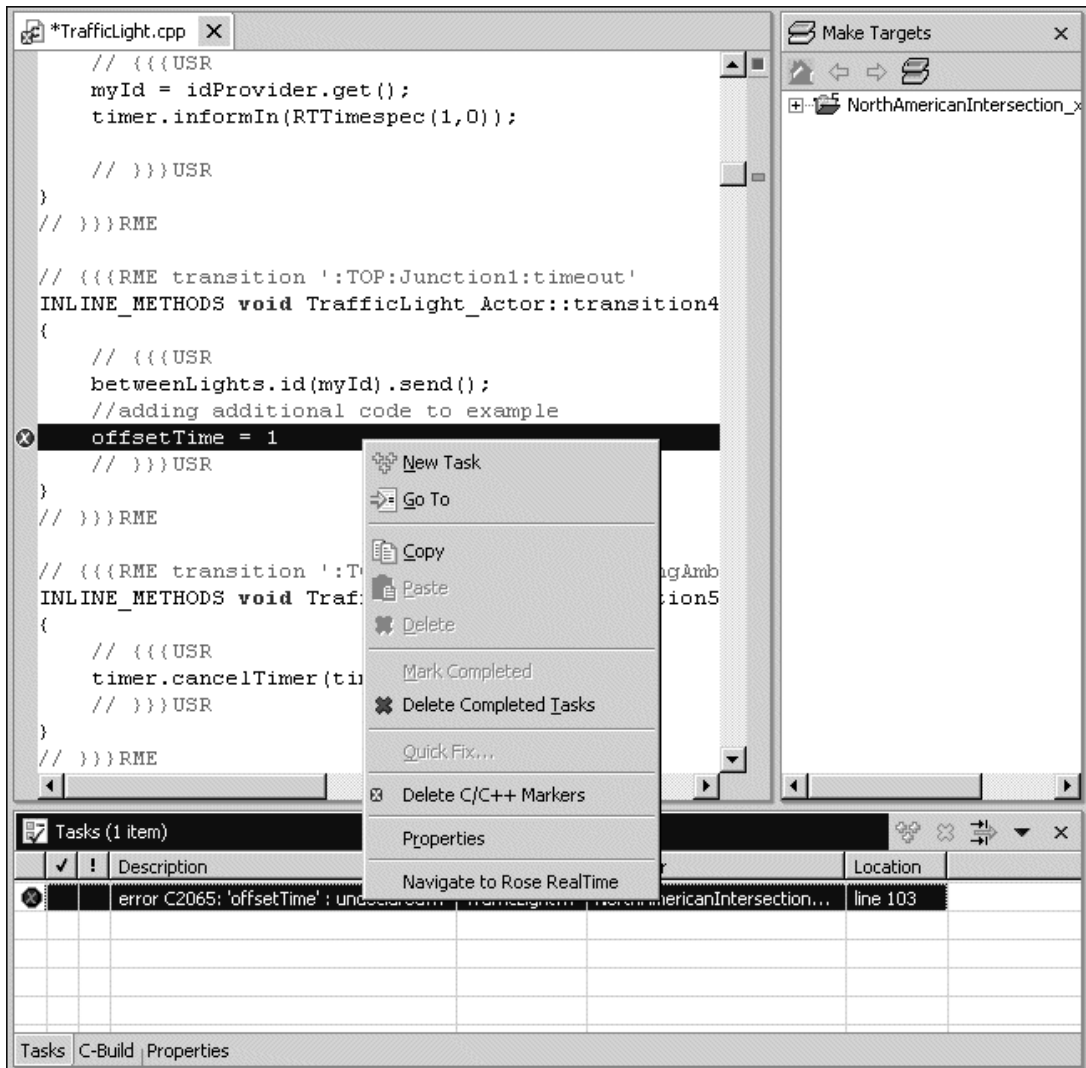 *TrafficLight.cpp X
// {{{USR
myId = idProvider.get();
timer.informIn(RTTimespec(1,0));
// }}}USR
}
// }}}RME
// {{{RME transition ':TOP:Junction1:timeout'
INLINE_METHODS void TrafficLight_Actor::transition4
{
// {{{USR
betweenLights.id(myId).send();
//adding additional code to example
offsetTime = 1
// }}}USR
}
// }}}RME
// {{{RME transition ':T ngAmb
INLINE_METHODS void Traf tion5
{
// {{{USR
timer.cancelTimer(ti
// }}}USR
}
// }}}RME
New Task
Go To
Copy
Paste
Delete
Mark Completed
Delete Completed Tasks
Quick Fix...
Delete C/C++ Markers
Properties
Navigate to Rose RealTime
Make Targets
NorthAmericanIntersection_x
Tasks (1 item)
! Description Location
error C2065: 'offsetTime' : NorthAmericanIntersection... line 103
Tasks C-Build Properties